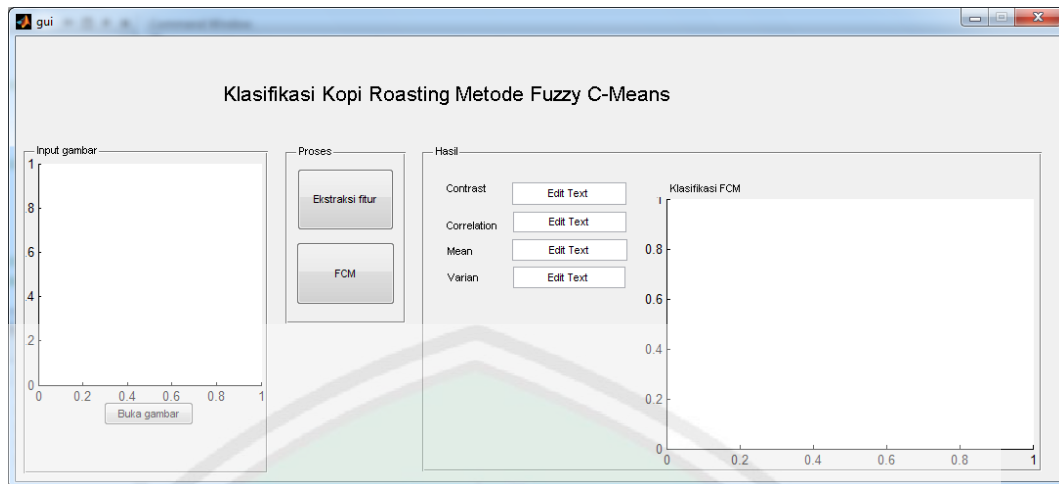 gui
Klasifikasi Kopi Roasting Metode Fuzzy C-Means
Input gambar
1
.8
.6
.4
.2
0
0 0.2 0.4 0.6 0.8 1
Buka gambar
Proses
Ekstraksi fitur
FCM
Hasil
Contrast Edit Text
Correlation Edit Text
Mean Edit Text
Varian Edit Text
Klasifikasi FCM
1
0.8
0.6
0.4
0.2
0
0 0.2 0.4 0.6 0.8 1